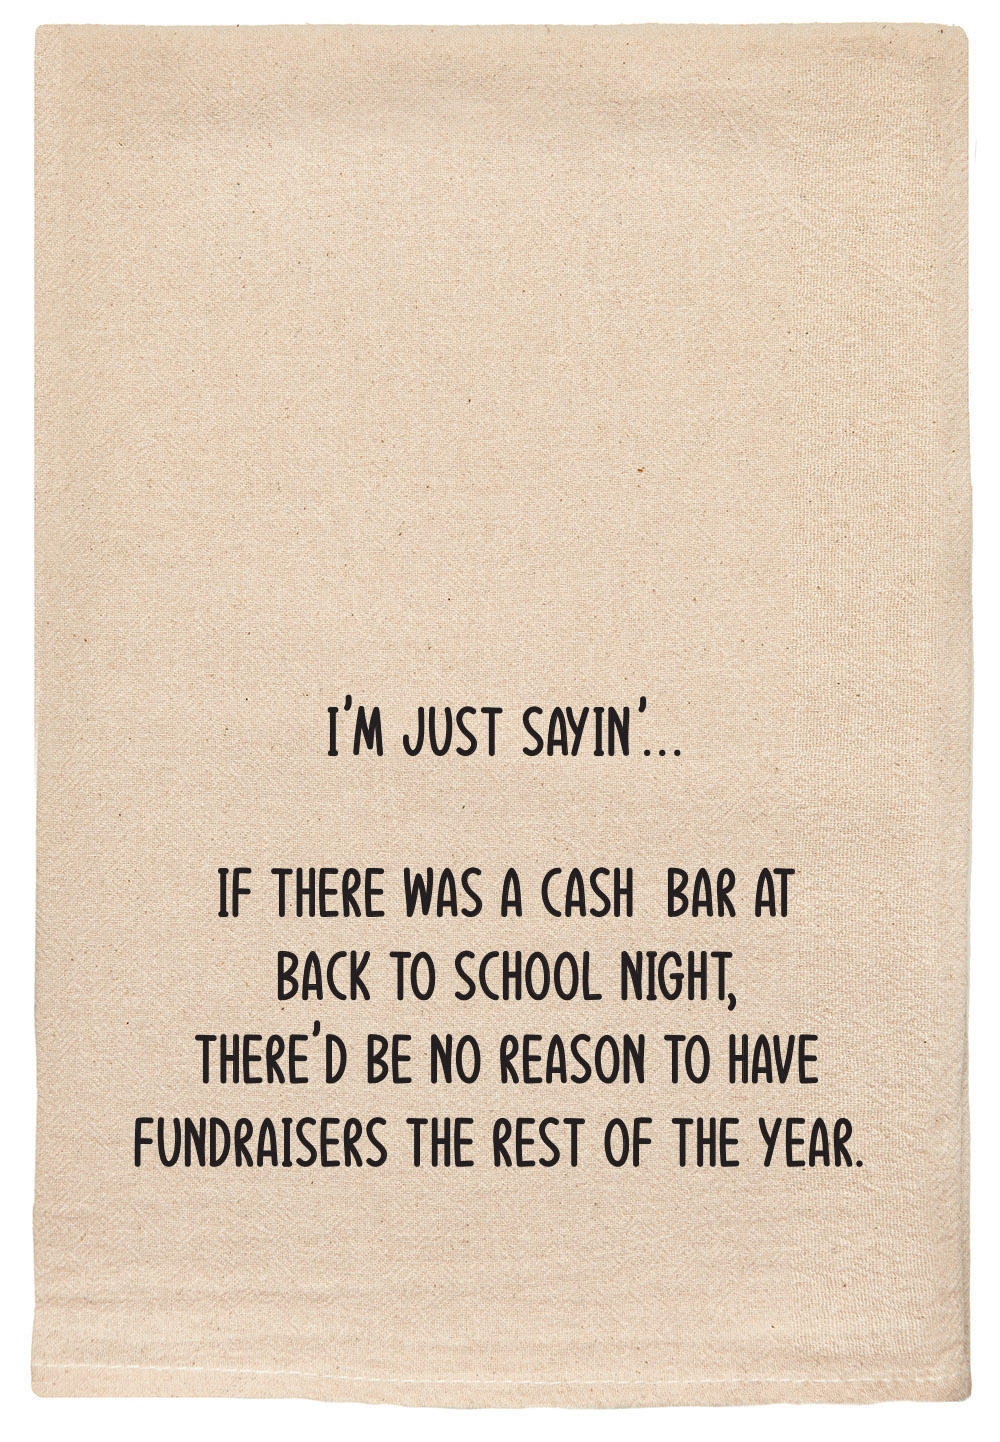 I'M JUST SAYIN'...
IF THERE WAS A CASH BAR AT
BACK TO SCHOOL NIGHT,
THERE'D BE NO REASON TO HAVE
FUNDRAISERS THE REST OF THE YEAR.